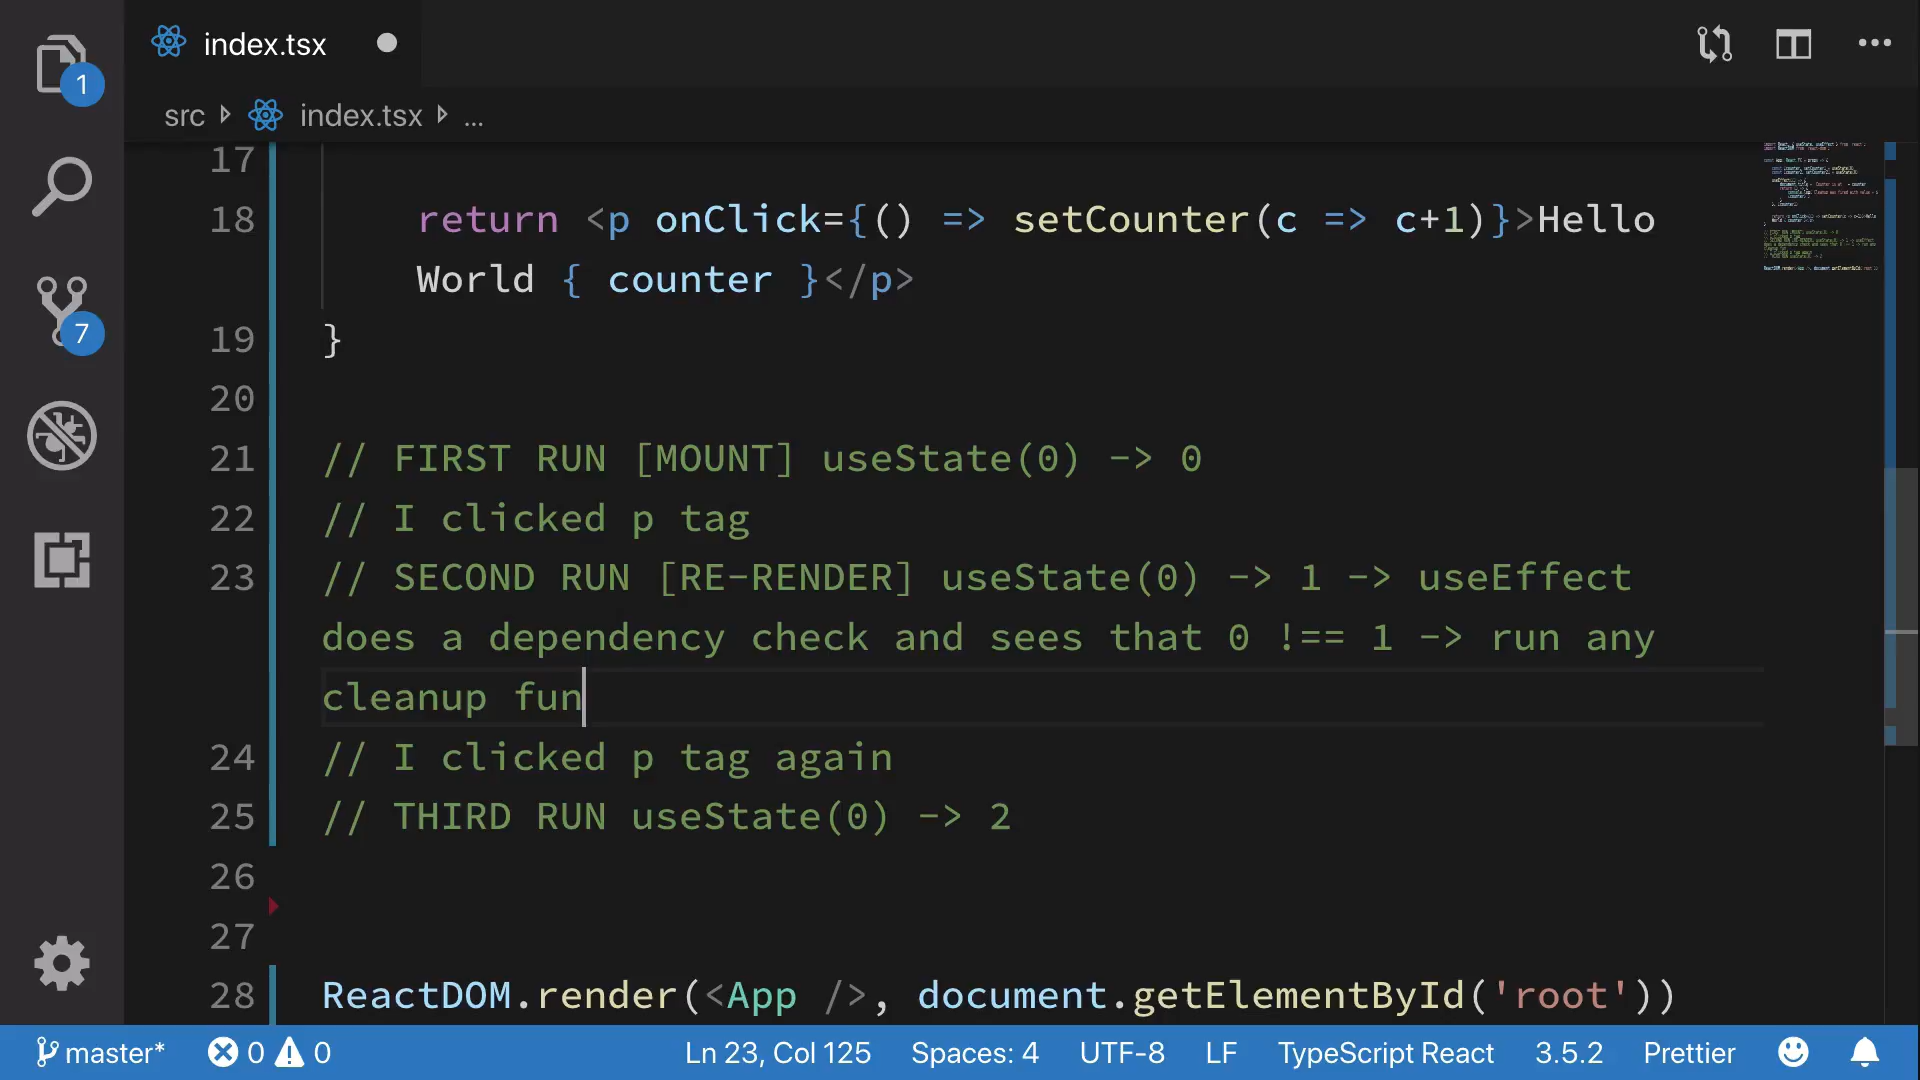 index.tsx
1
src index.tsx ...
17
18 return <p onClick={() => setCounter(c => c+1)}>Hello
World { counter }</p>
19 }
7
20
21 // FIRST RUN [MOUNT] useState(0) -> 0
22 // I clicked p tag
23 // SECOND RUN [RE-RENDER] useState(0) -> 1 -> useEffect
does a dependency check and sees that 0 !== 1 -> run any
cleanup fun
24 // I clicked p tag again
25 // THIRD RUN useState(0) -> 2
26
27
28 ReactDOM.render(<App />, document.getElementById('root'))
master* 0 0 Ln 23, Col 125 Spaces: 4 UTF-8 LF TypeScript React 3.5.2 Prettier